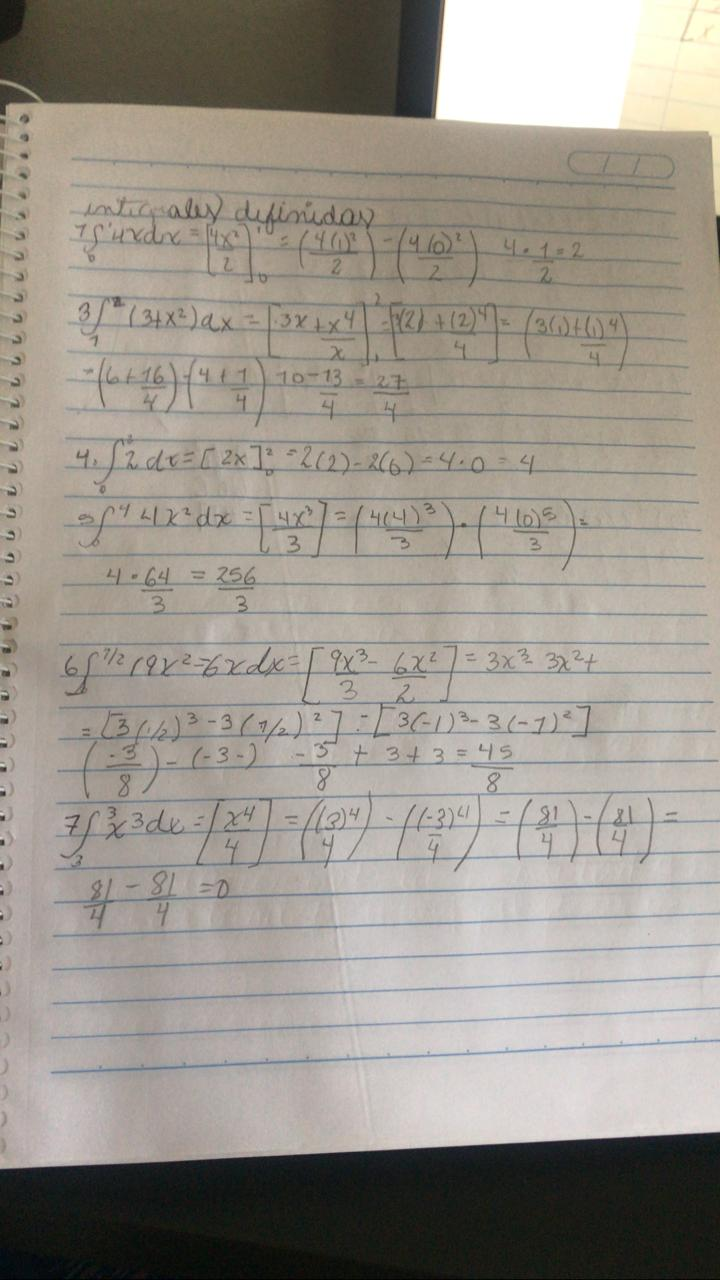 integrales definidas
1∫₀¹ 4x dx = [4x²/2]₀¹ = (4(1)²/2) - (4(0)²/2) 4·1/2 = 2
3∫₁² (3+x²) dx = [3x + x⁴/x]₁² = [3(2) + (2)⁴/4] = (3(1)+(1)⁴/4)
-(6+16/4)-(4+1/4) 10-13/4 = 27/4
4. ∫₀² 2 dx = [2x]₀² = 2(2)-2(0) = 4·0 = 4
5∫₀⁴ 4x² dx = [4x³/3] = (4(4)³/3)·(4(0)³/3) =
4·64/3 = 256/3
6∫ ¹/² (9x²-6x dx = [9x³/3 - 6x²/2] = 3x³- 3x²+
= [3(1/2)³-3(1/2)²] - [3(-1)³-3(-1)²]
(-3/8)-(-3-) -3/8 + 3+3 = 45/8
7∫₃³ x³dx = [x⁴/4] = ((3)⁴/4) - ((-3)⁴/4) = (81/4)-(81/4) =
81/4 - 81/4 = 0